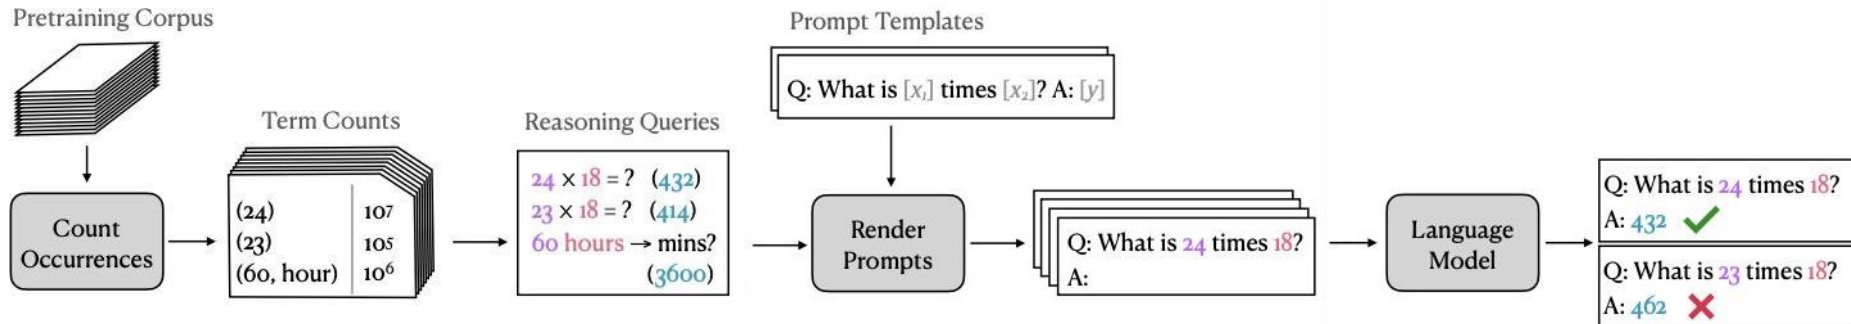 Pretraining Corpus
Count
Occurrences
Term Counts
(24) 10⁷
(23) 10⁵
(60, hour) 10⁶
Reasoning Queries
24 × 18 = ? (432)
23 × 18 = ? (414)
60 hours → mins?
(3600)
Prompt Templates
Q: What is [x₁] times [x₂]? A: [y]
Render
Prompts
Q: What is 24 times 18?
A:
Language
Model
Q: What is 24 times 18?
A: 432 ✓
Q: What is 23 times 18?
A: 462 ✗